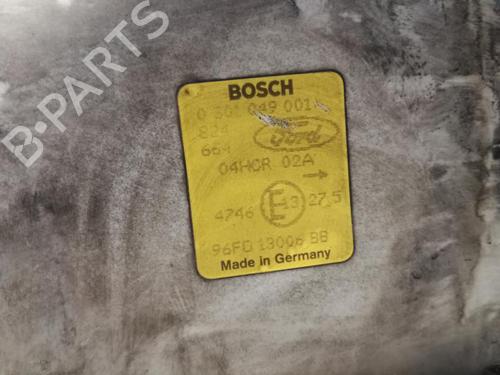 B-PARTS
BOSCH
0 301 049 001
824
664
Ford
04HCR 02A
4746 E 13 27,5
96FG 13006 BB
Made in Germany